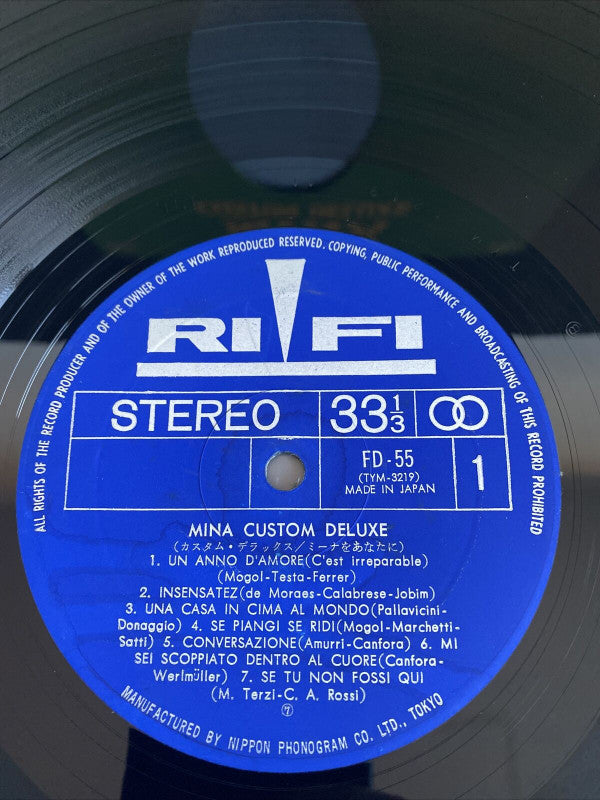 ALL RIGHTS OF THE RECORD PRODUCER AND OF THE OWNER OF THE WORK REPRODUCED RESERVED. COPYING, PUBLIC PERFORMANCE AND BROADCASTING OF THIS RECORD PROHIBITED
RI FI
STEREO
33 1/3
FD-55
(TYM-3219)
MADE IN JAPAN
1
MINA CUSTOM DELUXE
(カスタム・デラックス/ミーナをあなたに)
1. UN ANNO D'AMORE(C'est irreparable)
(Mogol-Testa-Ferrer)
2. INSENSATEZ(de Moraes-Calabrese-Jobim)
3. UNA CASA IN CIMA AL MONDO(Pallavicini-
Donaggio) 4. SE PIANGI SE RIDI(Mogol-Marchetti-
Satti) 5. CONVERSAZIONE(Amurri-Canfora) 6. MI
SEI SCOPPIATO DENTRO AL CUORE(Canfora-
Werlmüller) 7. SE TU NON FOSSI QUI
(M. Terzi-C. A. Rossi)
⑦
MANUFACTURED BY NIPPON PHONOGRAM CO. LTD., TOKYO